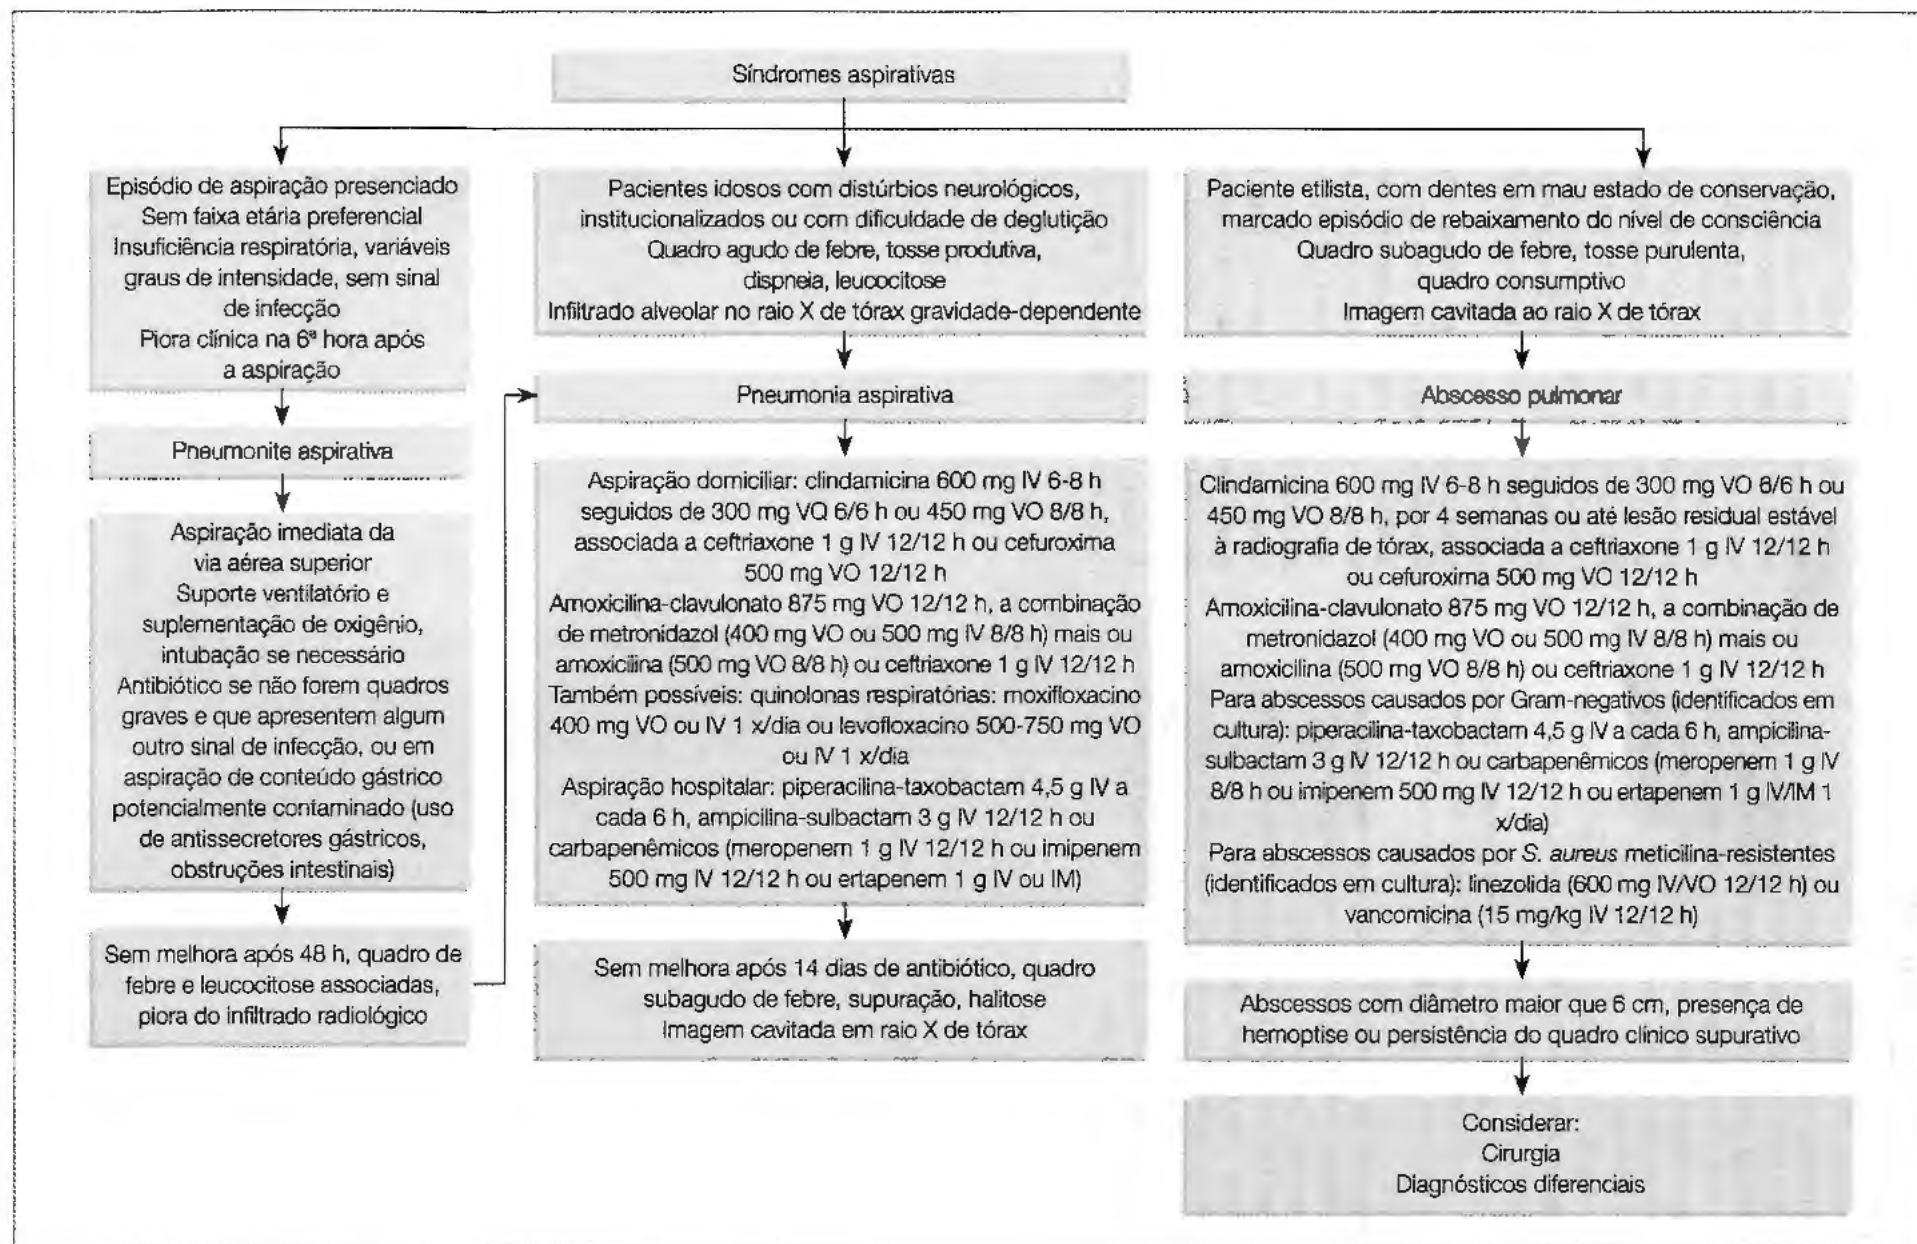 Síndromes aspirativas
Episódio de aspiração presenciado
Sem faixa etária preferencial
Insuficiência respiratória, variáveis
graus de intensidade, sem sinal
de infecção
Piora clínica na 6ª hora após
a aspiração
Pneumonite aspirativa
Aspiração imediata da
via aérea superior
Suporte ventilatório e
suplementação de oxigênio,
intubação se necessário
Antibiótico se não forem quadros
graves e que apresentem algum
outro sinal de infecção, ou em
aspiração de conteúdo gástrico
potencialmente contaminado (uso
de antissecretores gástricos,
obstruções intestinais)
Sem melhora após 48 h, quadro de
febre e leucocitose associadas,
piora do infiltrado radiológico
Pacientes idosos com distúrbios neurológicos,
institucionalizados ou com dificuldade de deglutição
Quadro agudo de febre, tosse produtiva,
dispneia, leucocitose
Infiltrado alveolar no raio X de tórax gravidade-dependente
Pneumonia aspirativa
Aspiração domiciliar: clindamicina 600 mg IV 6-8 h
seguidos de 300 mg VO 6/6 h ou 450 mg VO 8/8 h,
associada a ceftriaxone 1 g IV 12/12 h ou cefuroxima
500 mg VO 12/12 h
Amoxicilina-clavulonato 875 mg VO 12/12 h, a combinação
de metronidazol (400 mg VO ou 500 mg IV 8/8 h) mais ou
amoxicilina (500 mg VO 8/8 h) ou ceftriaxone 1 g IV 12/12 h
Também possíveis: quinolonas respiratórias: moxifloxacino
400 mg VO ou IV 1 x/dia ou levofloxacino 500-750 mg VO
ou IV 1 x/dia
Aspiração hospitalar: piperacilina-taxobactam 4,5 g IV a
cada 6 h, ampicilina-sulbactam 3 g IV 12/12 h ou
carbapenêmicos (meropenem 1 g IV 12/12 h ou imipenem
500 mg IV 12/12 h ou ertapenem 1 g IV ou IM)
Sem melhora após 14 dias de antibiótico, quadro
subagudo de febre, supuração, halitose
Imagem cavitada em raio X de tórax
Paciente etilista, com dentes em mau estado de conservação,
marcado episódio de rebaixamento do nível de consciência
Quadro subagudo de febre, tosse purulenta,
quadro consumptivo
Imagem cavitada ao raio X de tórax
Abscesso pulmonar
Clindamicina 600 mg IV 6-8 h seguidos de 300 mg VO 6/6 h ou
450 mg VO 8/8 h, por 4 semanas ou até lesão residual estável
à radiografia de tórax, associada a ceftriaxone 1 g IV 12/12 h
ou cefuroxima 500 mg VO 12/12 h
Amoxicilina-clavulonato 875 mg VO 12/12 h, a combinação de
metronidazol (400 mg VO ou 500 mg IV 8/8 h) mais ou
amoxicilina (500 mg VO 8/8 h) ou ceftriaxone 1 g IV 12/12 h
Para abscessos causados por Gram-negativos (identificados em
cultura): piperacilina-taxobactam 4,5 g IV a cada 6 h, ampicilina-
sulbactam 3 g IV 12/12 h ou carbapenêmicos (meropenem 1 g IV
8/8 h ou imipenem 500 mg IV 12/12 h ou ertapenem 1 g IV/IM 1
x/dia)
Para abscessos causados por S. aureus meticilina-resistentes
(identificados em cultura): linezolida (600 mg IV/VO 12/12 h) ou
vancomicina (15 mg/kg IV 12/12 h)
Abscessos com diâmetro maior que 6 cm, presença de
hemoptise ou persistência do quadro clínico supurativo
Considerar:
Cirurgia
Diagnósticos diferenciais